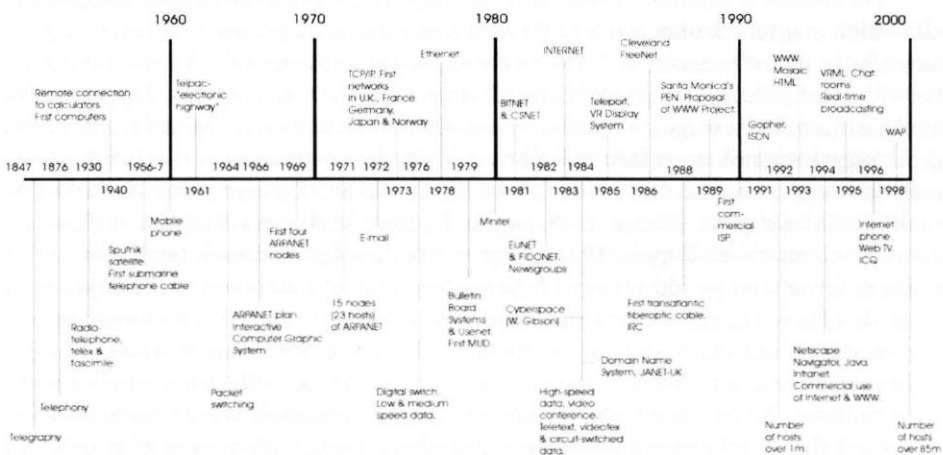 1960
1970
1980
1990
2000
Ethernet
INTERNET
Cleveland
FreeNet
Remote connection
to calculators.
First computers
Telpac-
"electronic
highway"
TCP/IP. First
networks
in U.K., France
Germany,
Japan & Norway
BITNET
& CSNET
Teleport,
VR Display
System
Santa Monica's
PEN. Proposal
of WWW Project.
WWW
Mosaic
HTML
Gopher,
ISDN
VRML. Chat
rooms
Real-time
broadcasting
WAP
1847 1876 1930 1956-7 1964 1966 1969 1971 1972 1976 1979 1982 1984 1988 1992 1994 1996
1940 1961 1973 1978 1981 1983 1985 1986 1989 1991 1993 1995 1998
Mobile
phone
Sputnik
satellite.
First submarine
telephone cable
First four
ARPANET
nodes
E-mail
Minitel
EUNET
& FIDONET.
Newsgroups
First
com-
mercial
ISP
Internet
phone.
Web TV.
ICQ
Radio-
telephone,
telex &
fascimile
ARPANET plan
Interactive
Computer Graphic
System
15 nodes
(23 hosts)
of ARPANET
Bulletin
Board
Systems
& Usenet.
First MUD.
Cyberspace
(W. Gibson).
First transatlantic
fiberoptic cable.
IRC
Domain Name
System, JANET-UK
Netscape
Navigator, Java.
Intranet.
Commercial use
of Internet & WWW.
Telephony
Packet
switching
Digital switch.
Low & medium
speed data.
High-speed
data; video
conference.
Teletext, videotex
& circuit-switched
data.
Telegraphy
Number
of hosts
over 1m.
Number
of hosts
over 85m